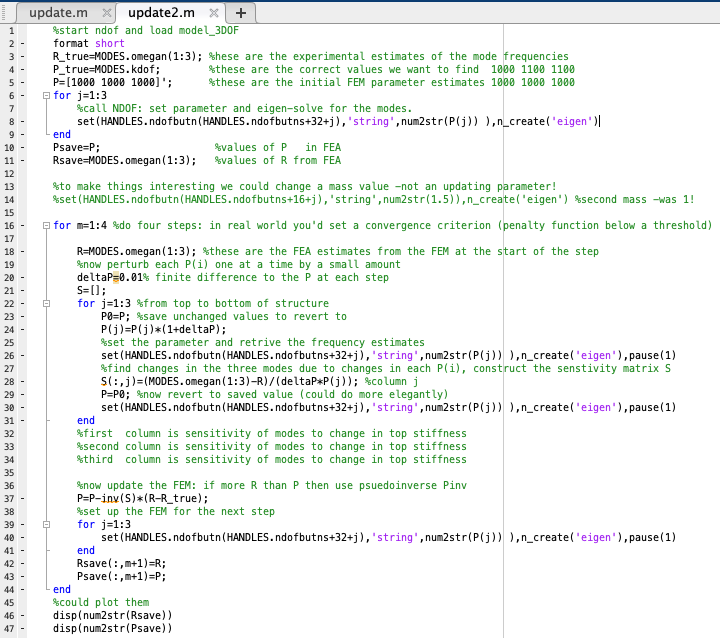 update.m × update2.m × +
1 %start ndof and load model_3DOF
2 - format short
3 - R_true=MODES.omegan(1:3); %hese are the experimental estimates of the mode frequencies
4 - P_true=MODES.kdof; %these are the correct values we want to find 1000 1100 1100
5 - P=[1000 1000 1000]'; %these are the initial FEM parameter estimates 1000 1000 1000
6 - for j=1:3
7 %call NDOF: set parameter and eigen-solve for the modes.
8 - set(HANDLES.ndofbutn(HANDLES.ndofbutns+32+j),'string',num2str(P(j)) ),n_create('eigen')
9 - end
10 - Psave=P; %values of P in FEA
11 - Rsave=MODES.omegan(1:3); %values of R from FEA
12
13 %to make things interesting we could change a mass value -not an updating parameter!
14 %set(HANDLES.ndofbutn(HANDLES.ndofbutns+16+j),'string',num2str(1.5)),n_create('eigen') %second mass -was 1!
15
16 - for m=1:4 %do four steps: in real world you'd set a convergence criterion (penalty function below a threshold)
17
18 - R=MODES.omegan(1:3); %these are the FEA estimates from the FEM at the start of the step
19 %now perturb each P(i) one at a time by a small amount
20 - deltaP=0.01% finite difference to the P at each step
21 - S=[];
22 - for j=1:3 %from top to bottom of structure
23 - P0=P; %save unchanged values to revert to
24 - P(j)=P(j)*(1+deltaP);
25 %set the parameter and retrive the frequency estimates
26 - set(HANDLES.ndofbutn(HANDLES.ndofbutns+32+j),'string',num2str(P(j)) ),n_create('eigen'),pause(1)
27 %find changes in the three modes due to changes in each P(i), construct the senstivity matrix S
28 - S(:,j)=(MODES.omegan(1:3)-R)/(deltaP*P(j)); %column j
29 - P=P0; %now revert to saved value (could do more elegantly)
30 - set(HANDLES.ndofbutn(HANDLES.ndofbutns+32+j),'string',num2str(P(j)) ),n_create('eigen'),pause(1)
31 - end
32 %first column is sensitivity of modes to change in top stiffness
33 %second column is sensitivity of modes to change in top stiffness
34 %third column is sensitivity of modes to change in top stiffness
35
36 %now update the FEM: if more R than P then use psuedoinverse Pinv
37 - P=P-inv(S)*(R-R_true);
38 %set up the FEM for the next step
39 - for j=1:3
40 - set(HANDLES.ndofbutn(HANDLES.ndofbutns+32+j),'string',num2str(P(j)) ),n_create('eigen'),pause(1)
41 - end
42 - Rsave(:,m+1)=R;
43 - Psave(:,m+1)=P;
44 - end
45 %could plot them
46 - disp(num2str(Rsave))
47 - disp(num2str(Psave))